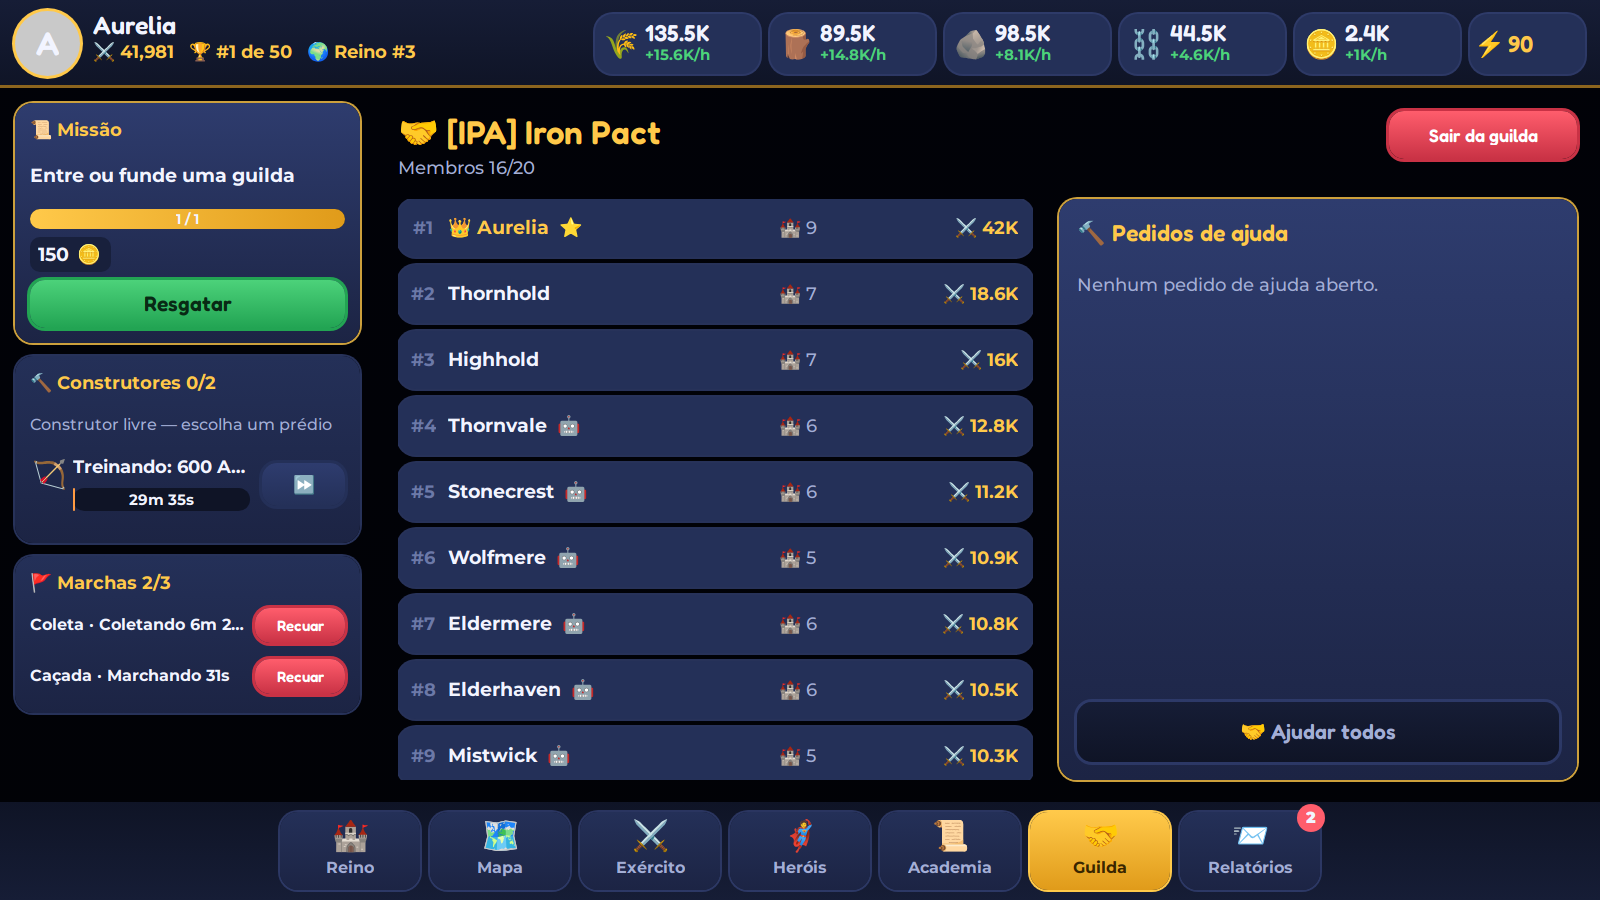 A
Aurelia
41,981 #1 de 50 Reino #3
135.5K
+15.6K/h
89.5K
+14.8K/h
98.5K
+8.1K/h
44.5K
+4.6K/h
2.4K
+1K/h
90
Missão
Entre ou funde uma guilda
1 / 1
150
Resgatar
Construtores 0/2
Construtor livre — escolha um prédio
Treinando: 600 A...
29m 35s
Marchas 2/3
Coleta · Coletando 6m 2...
Recuar
Caçada · Marchando 31s
Recuar
[IPA] Iron Pact
Membros 16/20
Sair da guilda
#1 Aurelia 9 42K
#2 Thornhold 7 18.6K
#3 Highhold 7 16K
#4 Thornvale 6 12.8K
#5 Stonecrest 6 11.2K
#6 Wolfmere 5 10.9K
#7 Eldermere 6 10.8K
#8 Elderhaven 6 10.5K
#9 Mistwick 5 10.3K
Pedidos de ajuda
Nenhum pedido de ajuda aberto.
Ajudar todos
Reino
Mapa
Exército
Heróis
Academia
Guilda
Relatórios
2